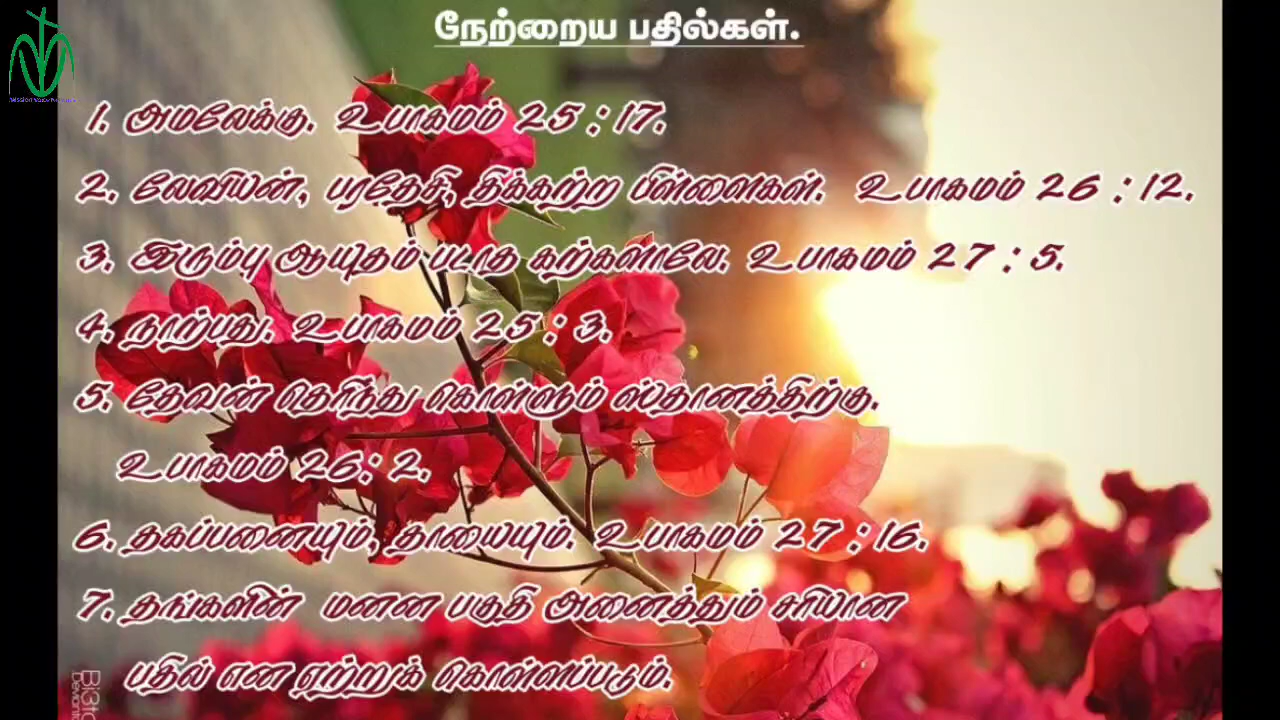 நேற்றைய பதில்கள்.
1. அமலேக்கு. உபாகமம் 25 : 17.
2. லேவியன், பரதேசி, திக்கற்ற பிள்ளைகள். உபாகமம் 26 : 12.
3. இரும்பு ஆயுதம் படாத கற்களாலே. உபாகமம் 27 : 5.
4. நாற்பது. உபாகமம் 25 : 3.
5. தேவன் தெரிந்து கொள்ளும் ஸ்தானத்திற்கு.
உபாகமம் 26: 2.
6. தகப்பனையும், தாயையும். உபாகமம் 27 : 16.
7. தங்களின் மனன பகுதி அனைத்தும் சரியான
பதில் என ஏற்றுக் கொள்ளப்படும்.